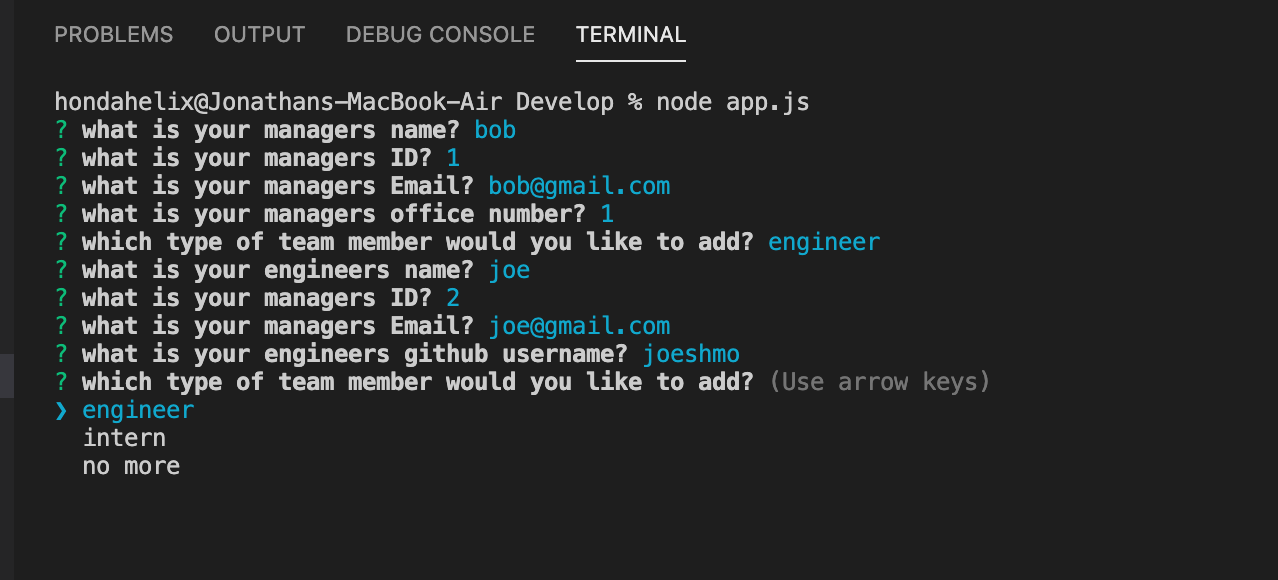 PROBLEMS OUTPUT DEBUG CONSOLE TERMINAL
hondahelix@Jonathans-MacBook-Air Develop % node app.js
? what is your managers name? bob
? what is your managers ID? 1
? what is your managers Email? bob@gmail.com
? what is your managers office number? 1
? which type of team member would you like to add? engineer
? what is your engineers name? joe
? what is your managers ID? 2
? what is your managers Email? joe@gmail.com
? what is your engineers github username? joeshmo
? which type of team member would you like to add? (Use arrow keys)
❯ engineer
intern
no more